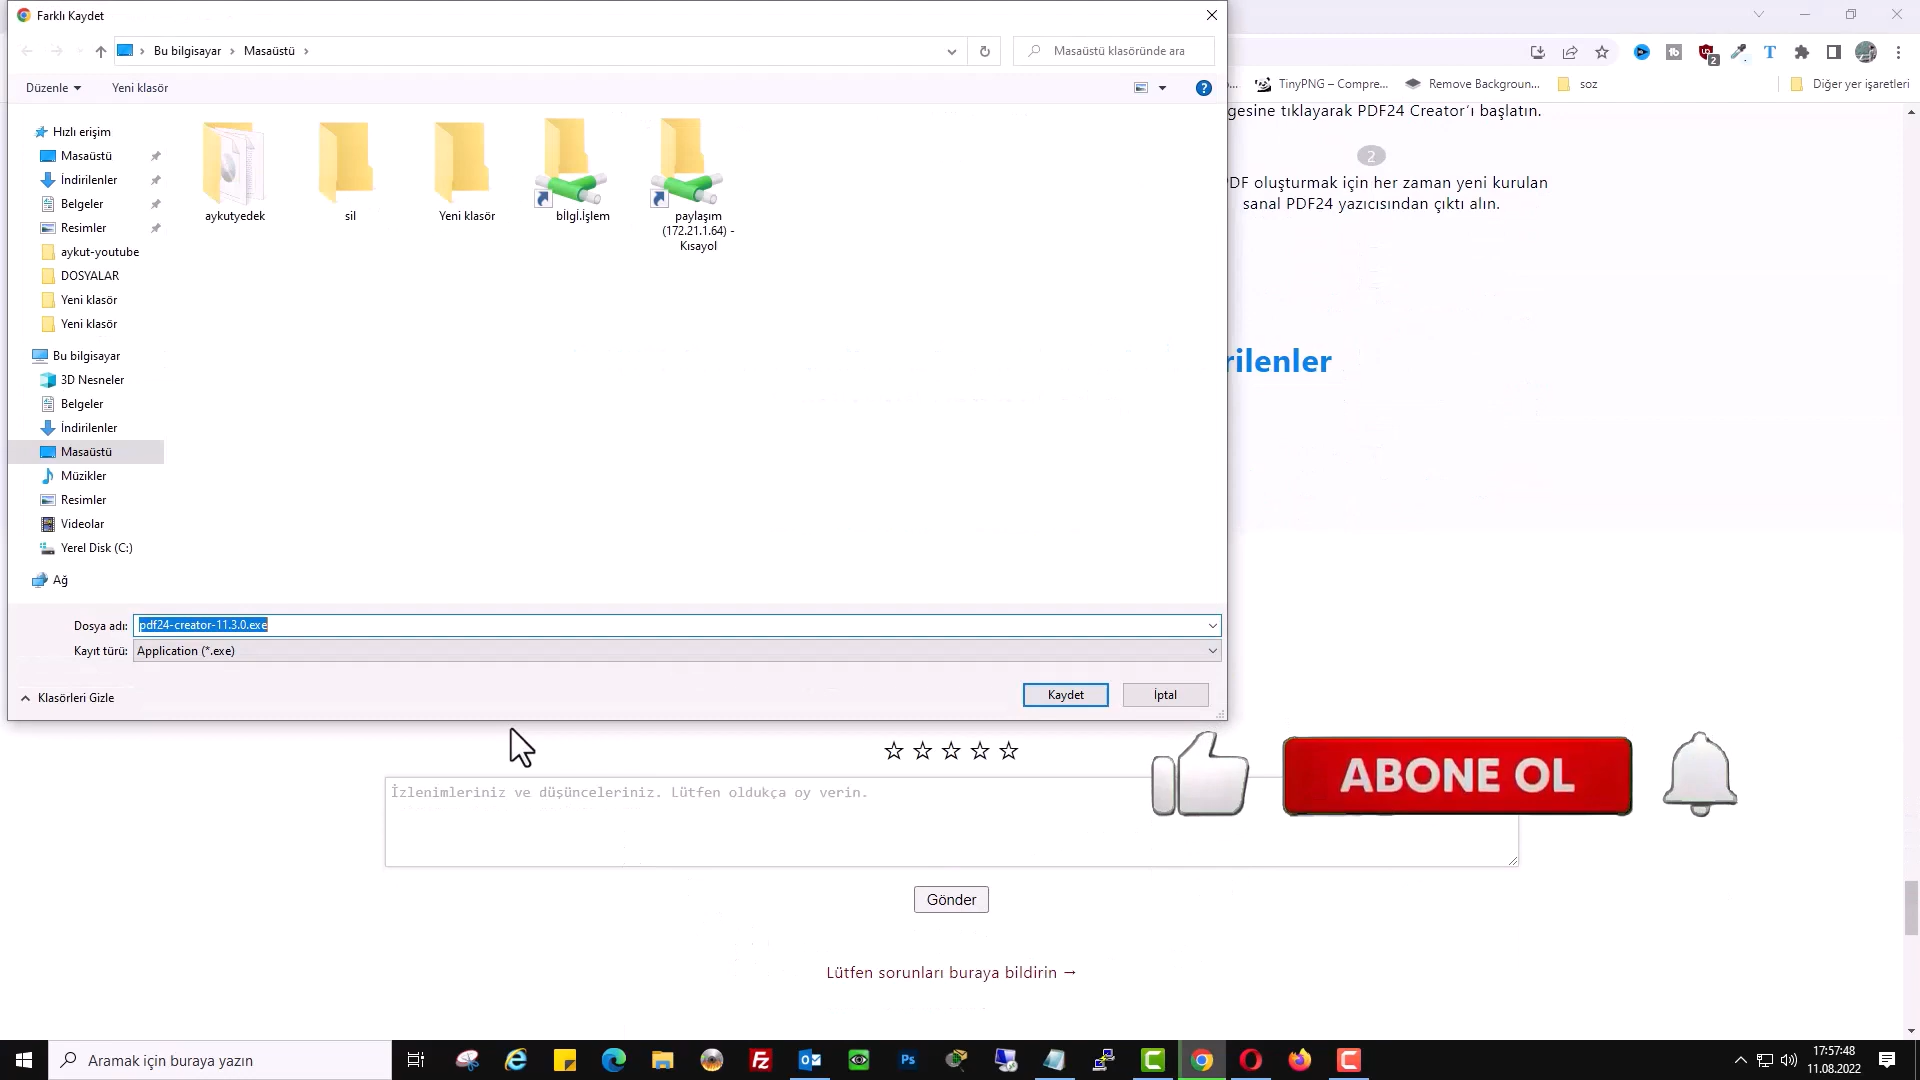 Farklı Kaydet
Bu bilgisayar
Masaüstü
Masaüstü klasöründe ara
Düzenle
Yeni klasör
Hızlı erişim
Masaüstü
İndirilenler
Belgeler
Resimler
aykut-youtube
DOSYALAR
Yeni klasör
Yeni klasör
Bu bilgisayar
3D Nesneler
Belgeler
İndirilenler
Masaüstü
Müzikler
Resimler
Videolar
Yerel Disk (C:)
Ağ
aykutyedek
sil
Yeni klasör
bİlgİ.İşlem
paylaşım
(172.21.1.64) -
Kısayol
Dosya adı: pdf24-creator-11.3.0.exe
Kayıt türü: Application (*.exe)
Klasörleri Gizle
Kaydet
İptal
2
TinyPNG – Compre...
Remove Backgroun...
soz
Diğer yer işaretleri
gesine tıklayarak PDF24 Creator'ı başlatın.
2
DF oluşturmak için her zaman yeni kurulan
sanal PDF24 yazıcısından çıktı alın.
rilenler
ABONE OL
İzlenimleriniz ve düşünceleriniz. Lütfen oldukça oy verin.
Gönder
Lütfen sorunları buraya bildirin →
Aramak için buraya yazın
17:57:48
11.08.2022